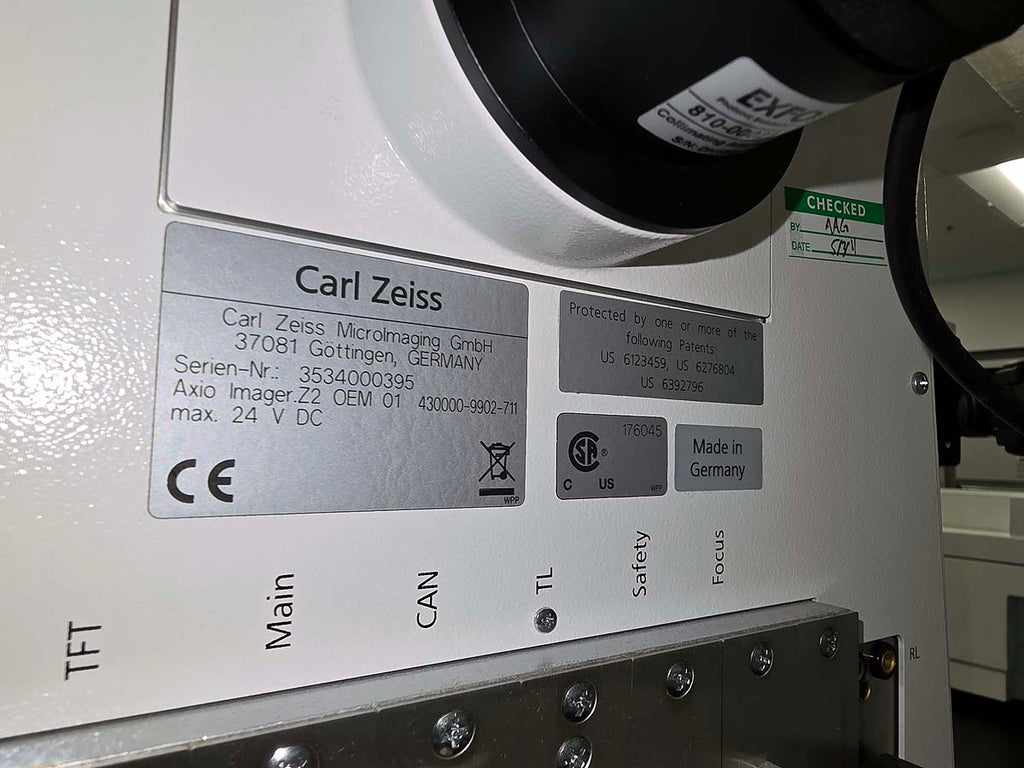 EXFO
810-00
Collimating
S/N:
CHECKED
BY. AAG
DATE.
Carl Zeiss
Carl Zeiss MicroImaging GmbH
37081 Göttingen, GERMANY
Serien-Nr.: 3534000395
Axio Imager.Z2 OEM 01 430000-9902-711
max. 24 V DC
CE
WPP
Protected by one or more of the
following Patents:
US 6123459, US 6276804
US 6392796
176045
CSA ®
C US
WPP
Made in
Germany
TFT
Main
CAN
TL
Safety
Focus
RL